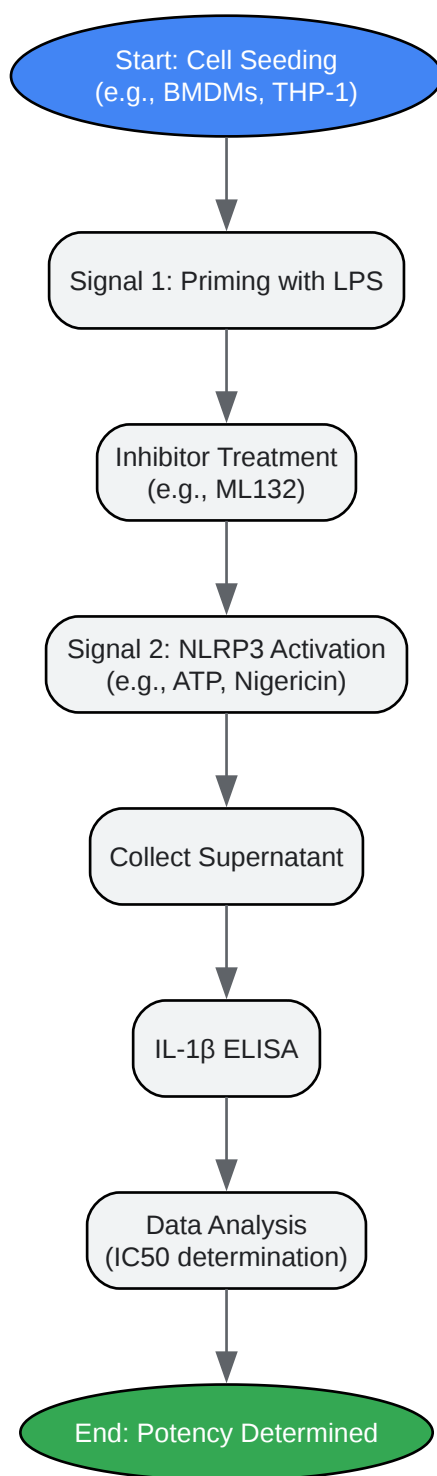 Start: Cell Seeding
(e.g., BMDMs, THP-1)
Signal 1: Priming with LPS
Inhibitor Treatment
(e.g., ML132)
Signal 2: NLRP3 Activation
(e.g., ATP, Nigericin)
Collect Supernatant
IL-1β ELISA
Data Analysis
(IC50 determination)
End: Potency Determined